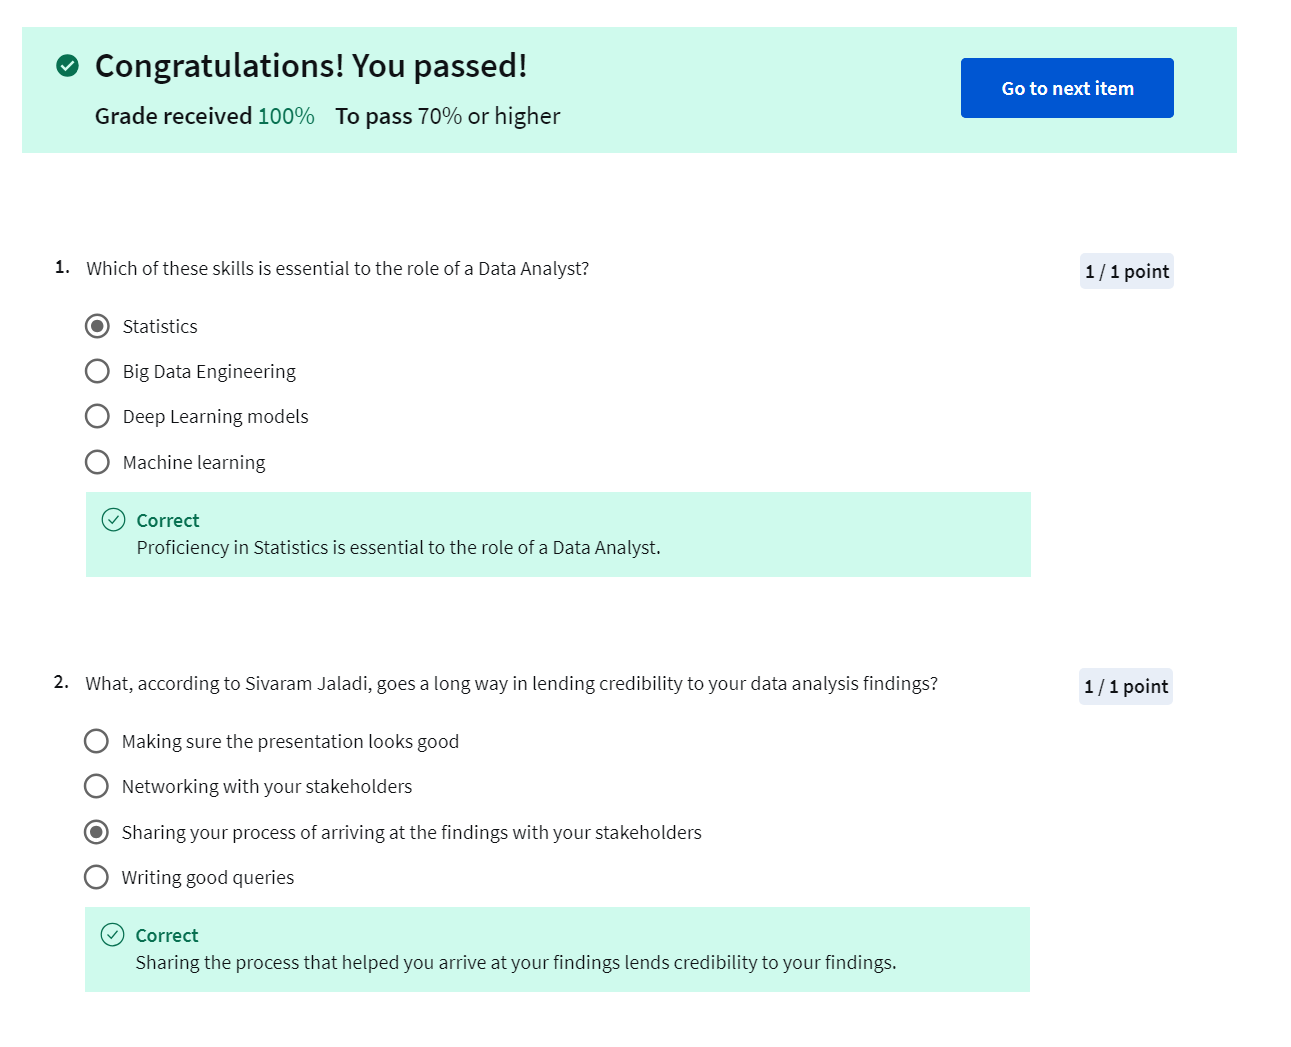 Congratulations! You passed!
Go to next item
Grade received 100% To pass 70% or higher
1. Which of these skills is essential to the role of a Data Analyst?
1 / 1 point
Statistics
Big Data Engineering
Deep Learning models
Machine learning
Correct
Proficiency in Statistics is essential to the role of a Data Analyst.
2. What, according to Sivaram Jaladi, goes a long way in lending credibility to your data analysis findings?
1 / 1 point
Making sure the presentation looks good
Networking with your stakeholders
Sharing your process of arriving at the findings with your stakeholders
Writing good queries
Correct
Sharing the process that helped you arrive at your findings lends credibility to your findings.